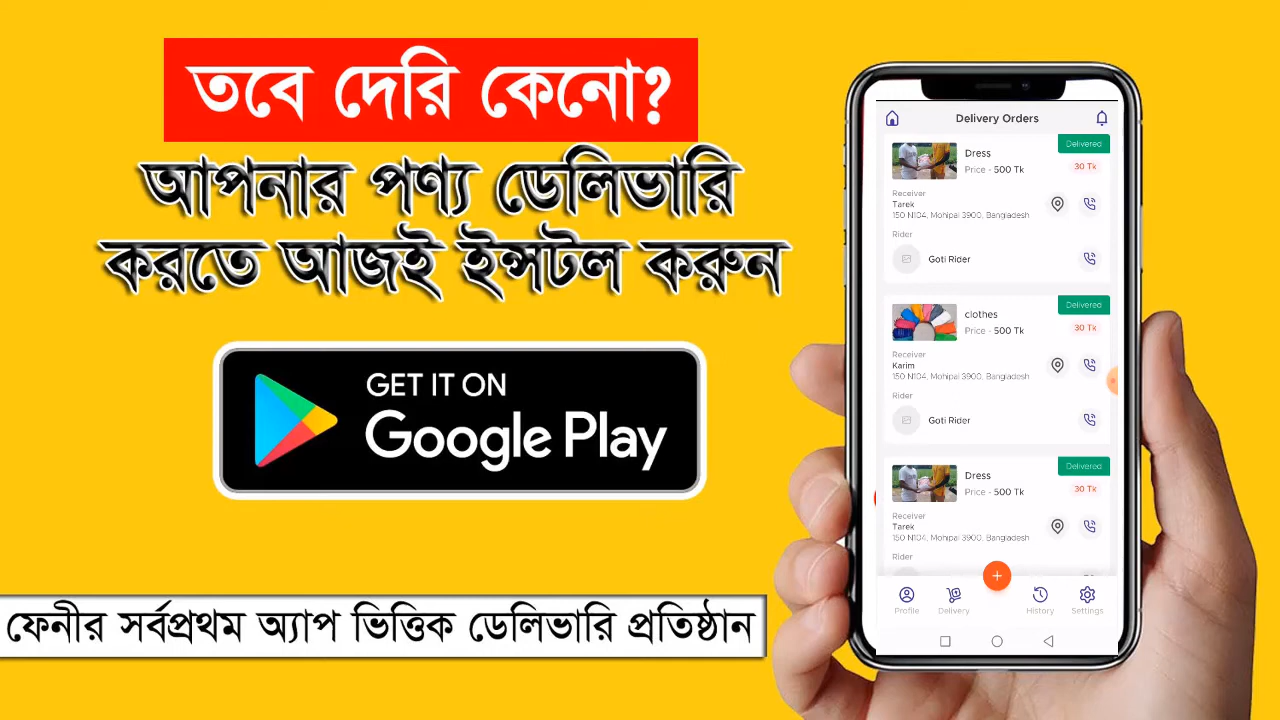 তবে দেরি কেনো?
আপনার পণ্য ডেলিভারি
করতে আজই ইন্সটল করুন
GET IT ON
Google Play
ফেনীর সর্বপ্রথম অ্যাপ ভিত্তিক ডেলিভারি প্রতিষ্ঠান
Delivery Orders
Delivered
Dress
Price - 500 Tk
30 Tk
Receiver
Tarek
150 N104, Mohipal 3900, Bangladesh
Rider
Goti Rider
Delivered
clothes
Price - 500 Tk
30 Tk
Receiver
Karim
150 N104, Mohipal 3900, Bangladesh
Rider
Goti Rider
Delivered
Dress
Price - 500 Tk
30 Tk
Receiver
Tarek
150 N104, Mohipal 3900, Bangladesh
Rider
Profile Delivery History Settings